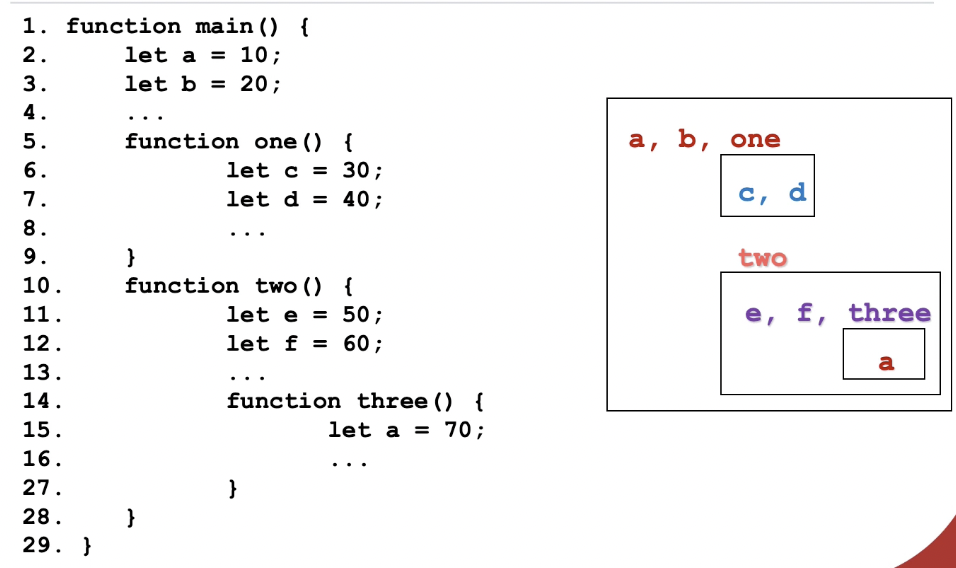 1. function main() {
2. let a = 10;
3. let b = 20;
4. ...
5. function one() {
6. let c = 30;
7. let d = 40;
8. ...
9. }
10. function two() {
11. let e = 50;
12. let f = 60;
13. ...
14. function three() {
15. let a = 70;
16. ...
27. }
28. }
29. }
a, b, one
c, d
two
e, f, three
a